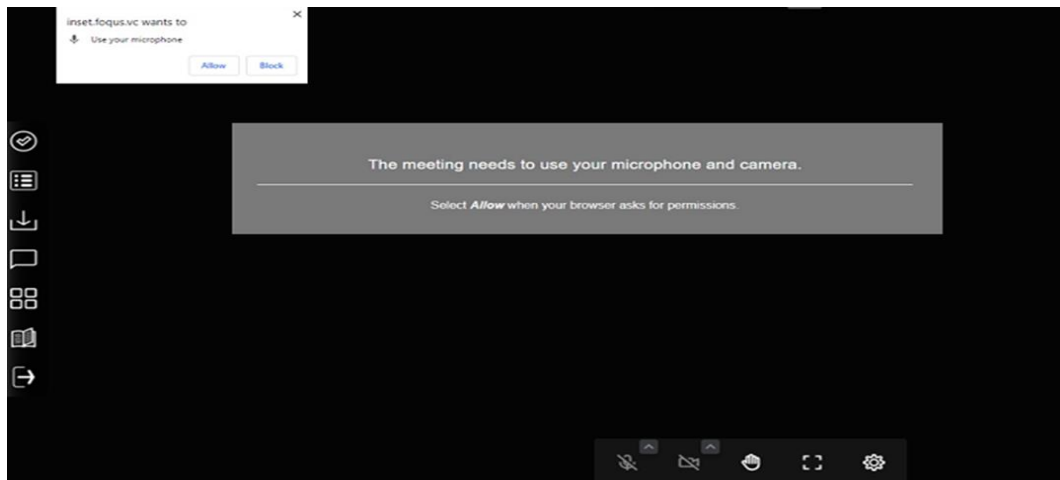 inset.foqus.vc wants to
Use your microphone
Allow Block
The meeting needs to use your microphone and camera.
Select Allow when your browser asks for permissions.